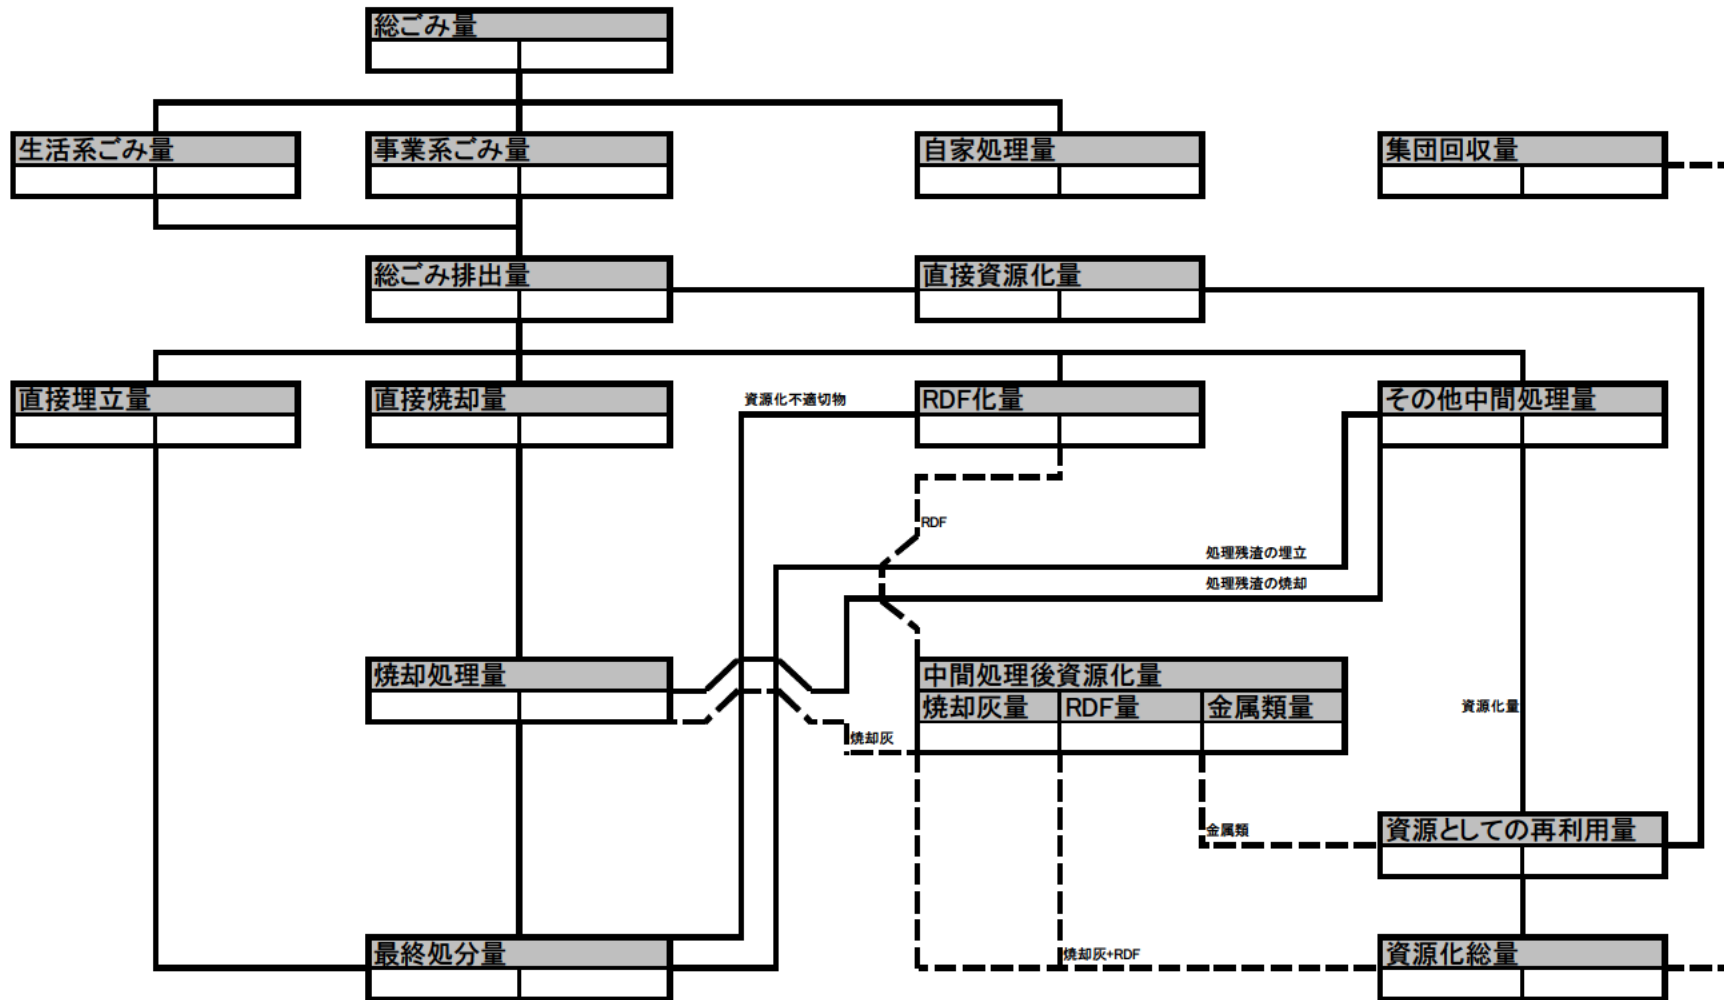 総ごみ量
生活系ごみ量
事業系ごみ量
自家処理量
集団回収量
総ごみ排出量
直接資源化量
直接埋立量
直接焼却量
資源化不適切物
RDF化量
その他中間処理量
RDF
処理残渣の埋立
処理残渣の焼却
焼却処理量
中間処理後資源化量
焼却灰量
RDF量
金属類量
資源化量
焼却灰
金属類
資源としての再利用量
最終処分量
焼却灰+RDF
資源化総量